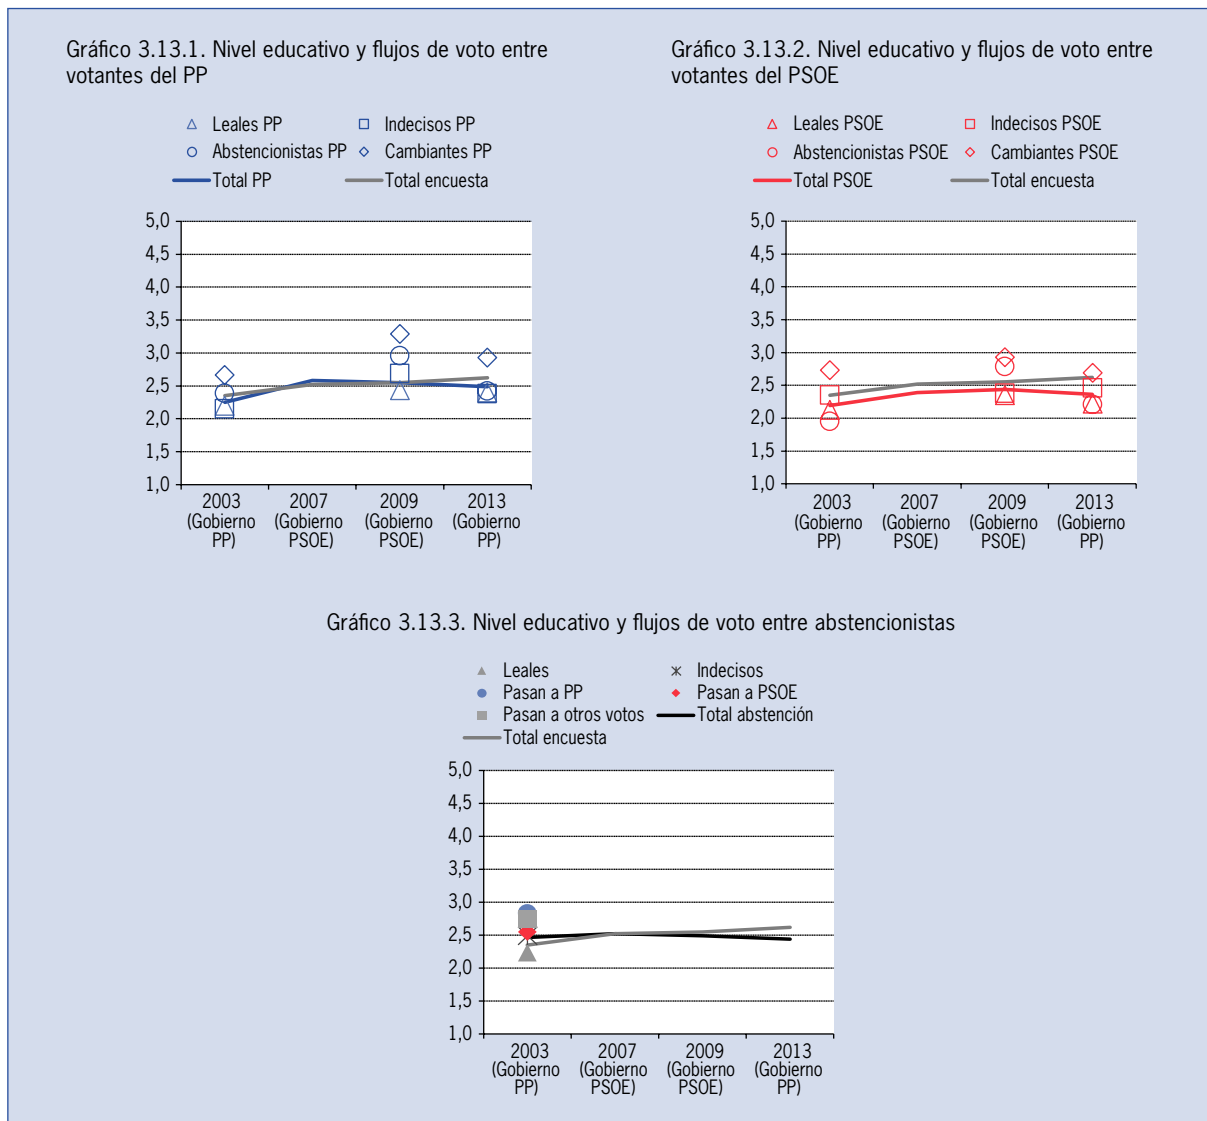 Gráfico 3.13.1. Nivel educativo y flujos de voto entre
votantes del PP
Leales PP
Indecisos PP
Abstencionistas PP
Cambiantes PP
Total PP
Total encuesta
5,0
4,5
4,0
3,5
3,0
2,5
2,0
1,5
1,0
2003
(Gobierno
PP)
2007
(Gobierno
PSOE)
2009
(Gobierno
PSOE)
2013
(Gobierno
PP)
Gráfico 3.13.2. Nivel educativo y flujos de voto entre
votantes del PSOE
Leales PSOE
Indecisos PSOE
Abstencionistas PSOE
Cambiantes PSOE
Total PSOE
Total encuesta
5,0
4,5
4,0
3,5
3,0
2,5
2,0
1,5
1,0
2003
(Gobierno
PP)
2007
(Gobierno
PSOE)
2009
(Gobierno
PSOE)
2013
(Gobierno
PP)
Gráfico 3.13.3. Nivel educativo y flujos de voto entre abstencionistas
Leales
Indecisos
Pasan a PP
Pasan a PSOE
Pasan a otros votos
Total abstención
Total encuesta
5,0
4,5
4,0
3,5
3,0
2,5
2,0
1,5
1,0
2003
(Gobierno
PP)
2007
(Gobierno
PSOE)
2009
(Gobierno
PSOE)
2013
(Gobierno
PP)